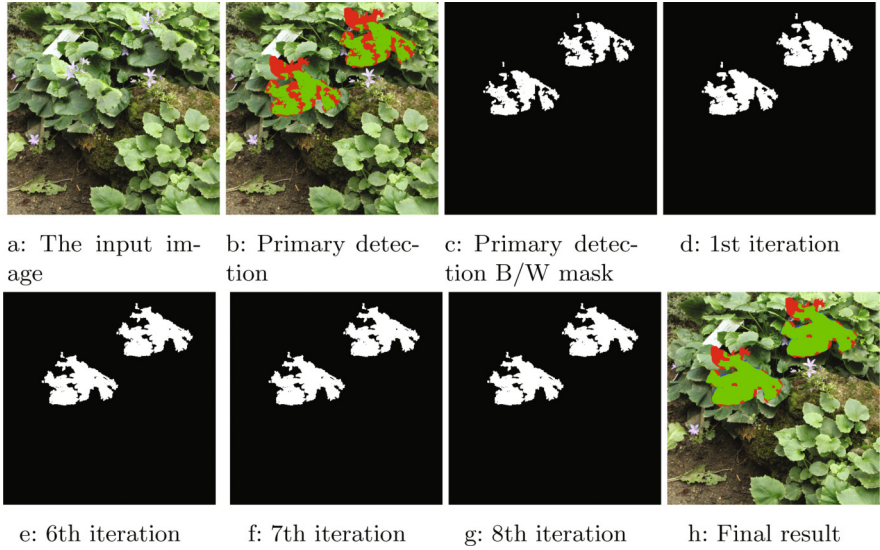 a: The input im-
age
b: Primary detec-
tion
c: Primary detec-
tion B/W mask
d: 1st iteration
e: 6th iteration
f: 7th iteration
g: 8th iteration
h: Final result